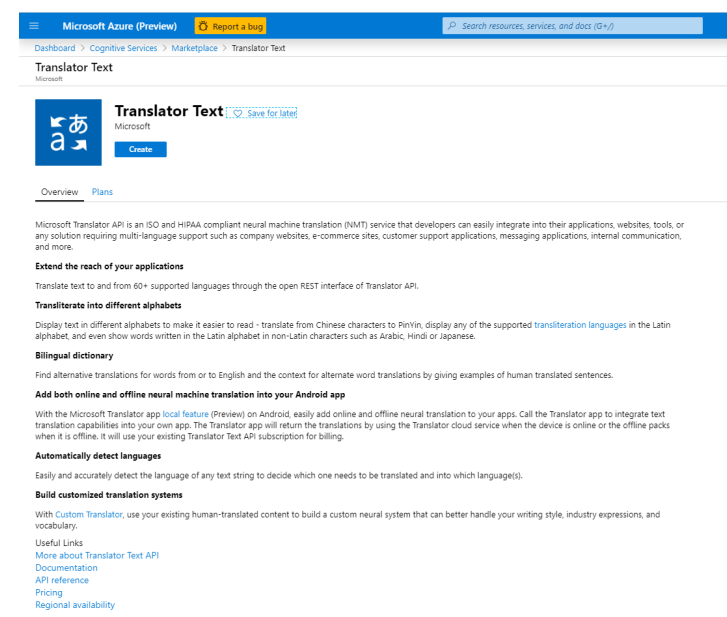 Microsoft Azure (Preview)
Report a bug
Search resources, services, and docs (G+/)
Dashboard > Cognitive Services > Marketplace > Translator Text
Translator Text
Microsoft
あ
a
Translator Text
Save for later
Microsoft
Create
Overview Plans
Microsoft Translator API is an ISO and HIPAA compliant neural machine translation (NMT) service that developers can easily integrate into their applications, websites, tools, or
any solution requiring multi-language support such as company websites, e-commerce sites, customer support applications, messaging applications, internal communication,
and more.
Extend the reach of your applications
Translate text to and from 60+ supported languages through the open REST interface of Translator API.
Transliterate into different alphabets
Display text in different alphabets to make it easier to read - translate from Chinese characters to PinYin, display any of the supported transliteration languages in the Latin
alphabet, and even show words written in the Latin alphabet in non-Latin characters such as Arabic, Hindi or Japanese.
Bilingual dictionary
Find alternative translations for words from or to English and the context for alternate word translations by giving examples of human translated sentences.
Add both online and offline neural machine translation into your Android app
With the Microsoft Translator app local feature (Preview) on Android, easily add online and offline neural translation to your apps. Call the Translator app to integrate text
translation capabilities into your own app. The Translator app will return the translations by using the Translator cloud service when the device is online or the offline packs
when it is offline. It will use your existing Translator Text API subscription for billing.
Automatically detect languages
Easily and accurately detect the language of any text string to decide which one needs to be translated and into which language(s).
Build customized translation systems
With Custom Translator, use your existing human-translated content to build a custom neural system that can better handle your writing style, industry expressions, and
vocabulary.
Useful Links
More about Translator Text API
Documentation
API reference
Pricing
Regional availability